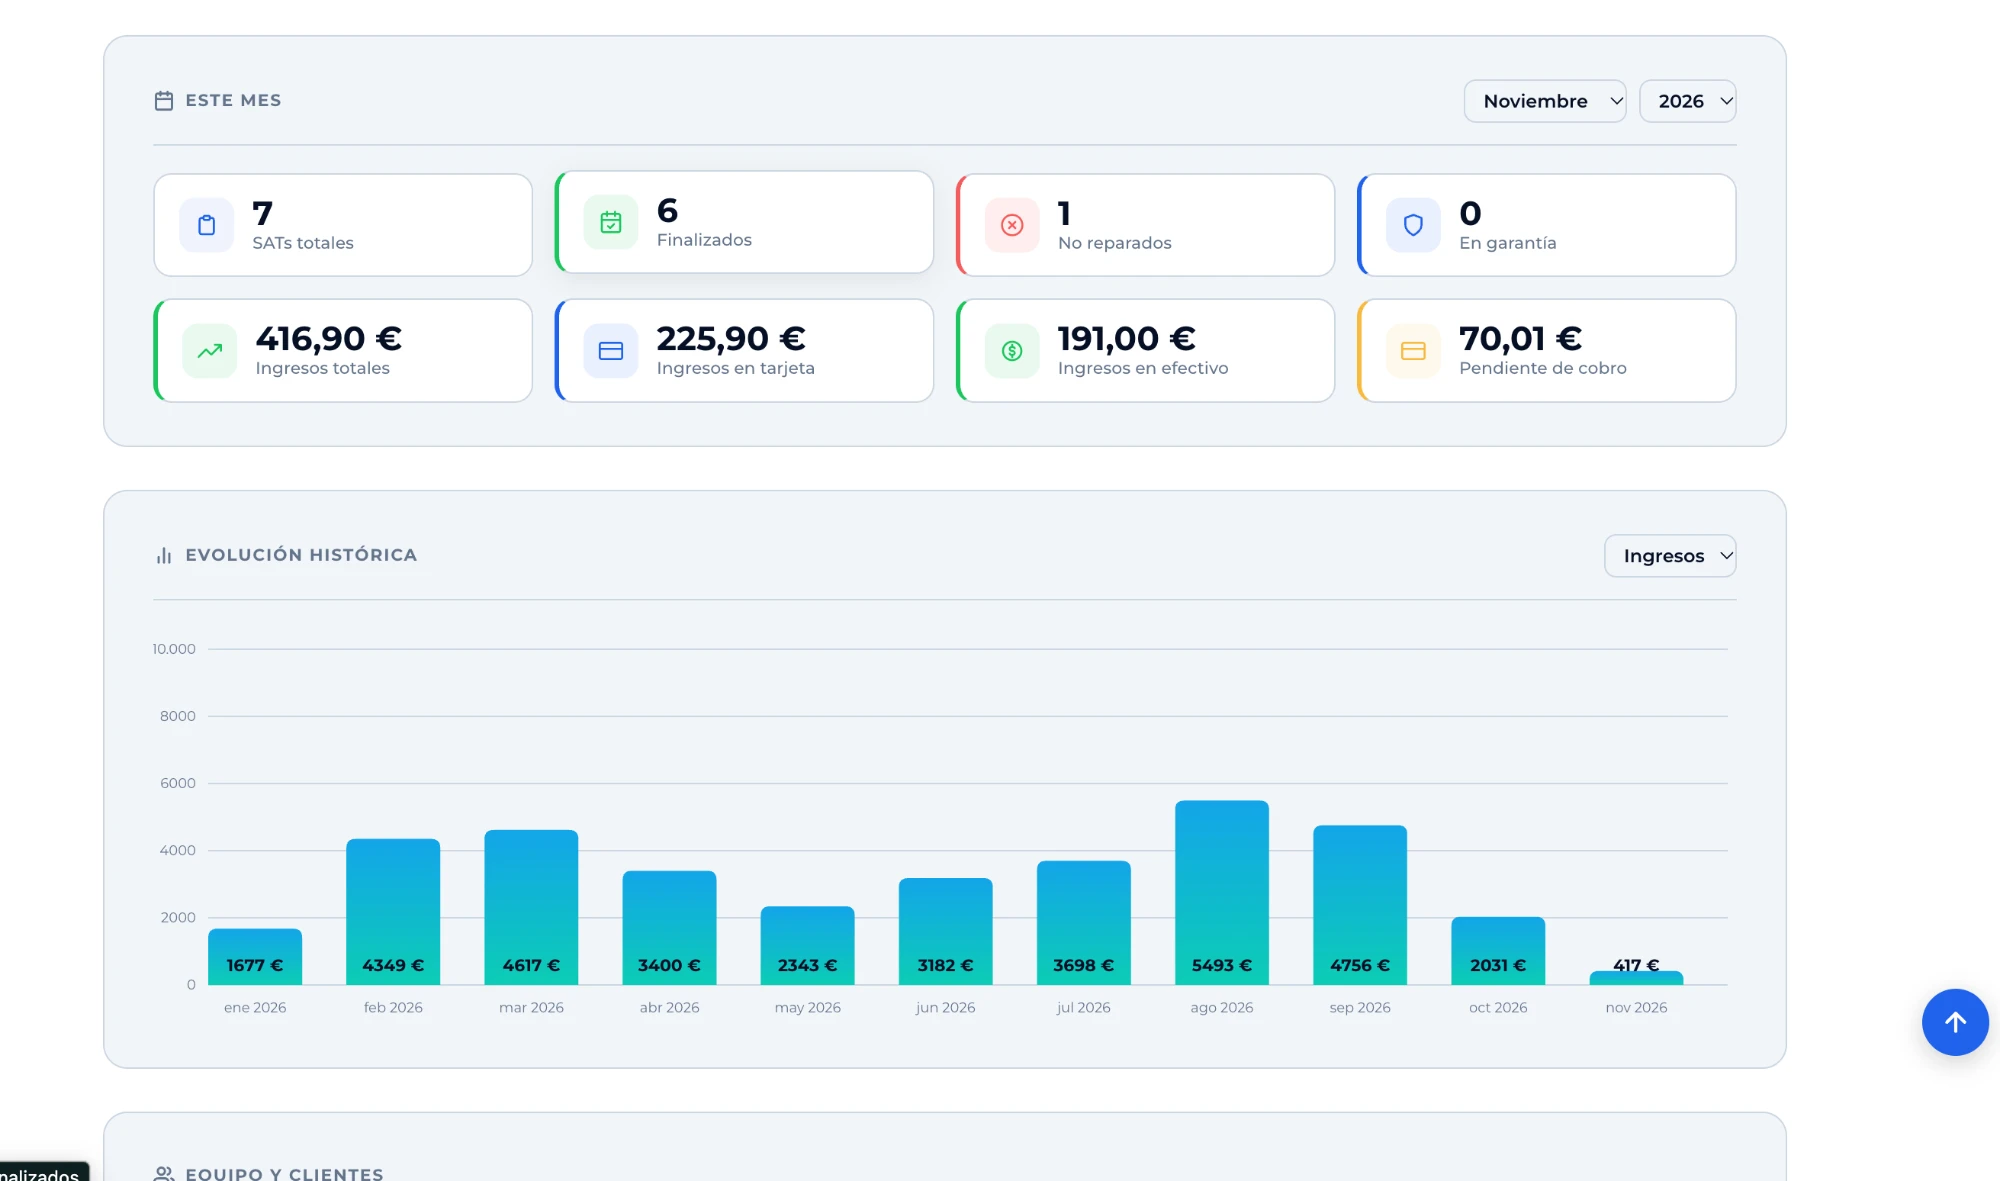 ESTE MES
Noviembre
2026
7
SATs totales
6
Finalizados
1
No reparados
0
En garantía
416,90 €
Ingresos totales
225,90 €
Ingresos en tarjeta
191,00 €
Ingresos en efectivo
70,01 €
Pendiente de cobro
EVOLUCIÓN HISTÓRICA
Ingresos
10.000
8000
6000
4000
2000
0
1677 €
4349 €
4617 €
3400 €
2343 €
3182 €
3698 €
5493 €
4756 €
2031 €
417 €
ene 2026
feb 2026
mar 2026
abr 2026
may 2026
jun 2026
jul 2026
ago 2026
sep 2026
oct 2026
nov 2026
EQUIPO Y CLIENTES
nalizados